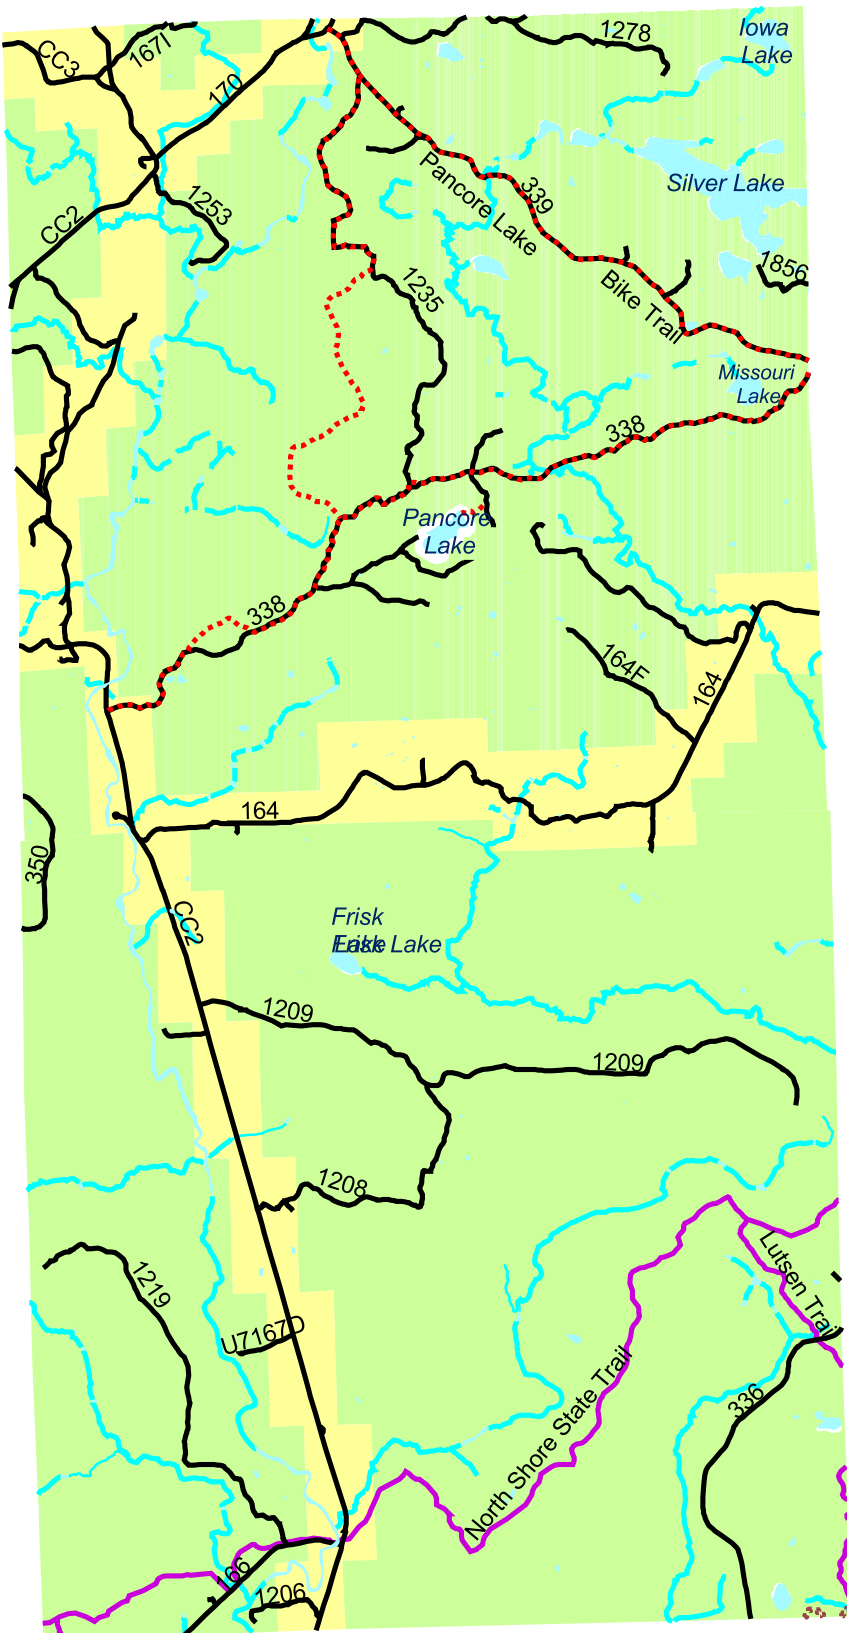 Iowa
Lake
1278
167I
CC3
170
Silver Lake
Pancore Lake
339
1253
CC2
Bike Trail
1856
1235
Missouri
Lake
338
Pancore
Lake
338
164F
164
164
350
CC2
Frisk
Lake
Frisk Lake
1209
1209
1208
1219
Lutsen Trail
U7167D
North Shore State Trail
336
166
1206